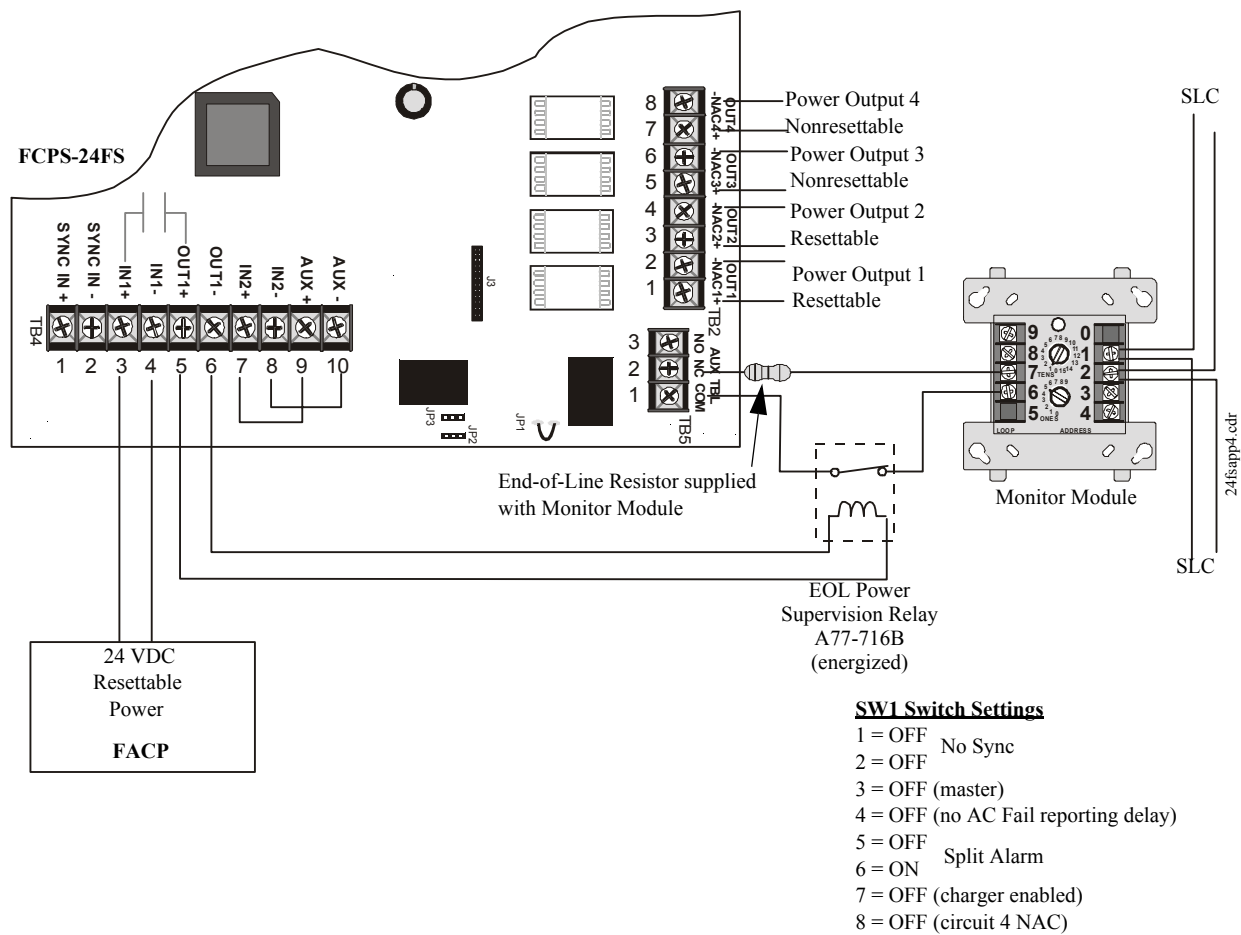 FCPS-24FS
SYNC IN +
SYNC IN -
IN1+
IN1-
OUT1+
OUT1-
IN2+
IN2-
AUX+
AUX-
TB4
1 2 3 4 5 6 7 8 9 10
J3
JP3
JP2
JP1
8
7
6
5
4
3
2
1
-NAC4+
OUT4
-NAC3+
OUT3
-NAC2+
OUT2
-NAC1+
OUT1
TB2
Power Output 4
Nonresettable
Power Output 3
Nonresettable
Power Output 2
Resettable
Power Output 1
Resettable
3
2
1
NO NC COM
AUX TBL
TB5
End-of-Line Resistor supplied
with Monitor Module
SLC
9
8
7
6
5
0
1
2
3
4
TENS
ONES
LOOP
ADDRESS
Monitor Module
24fsapp4.cdr
SLC
EOL Power
Supervision Relay
A77-716B
(energized)
24 VDC
Resettable
Power
FACP
SW1 Switch Settings
1 = OFF
No Sync
2 = OFF
3 = OFF (master)
4 = OFF (no AC Fail reporting delay)
5 = OFF
Split Alarm
6 = ON
7 = OFF (charger enabled)
8 = OFF (circuit 4 NAC)